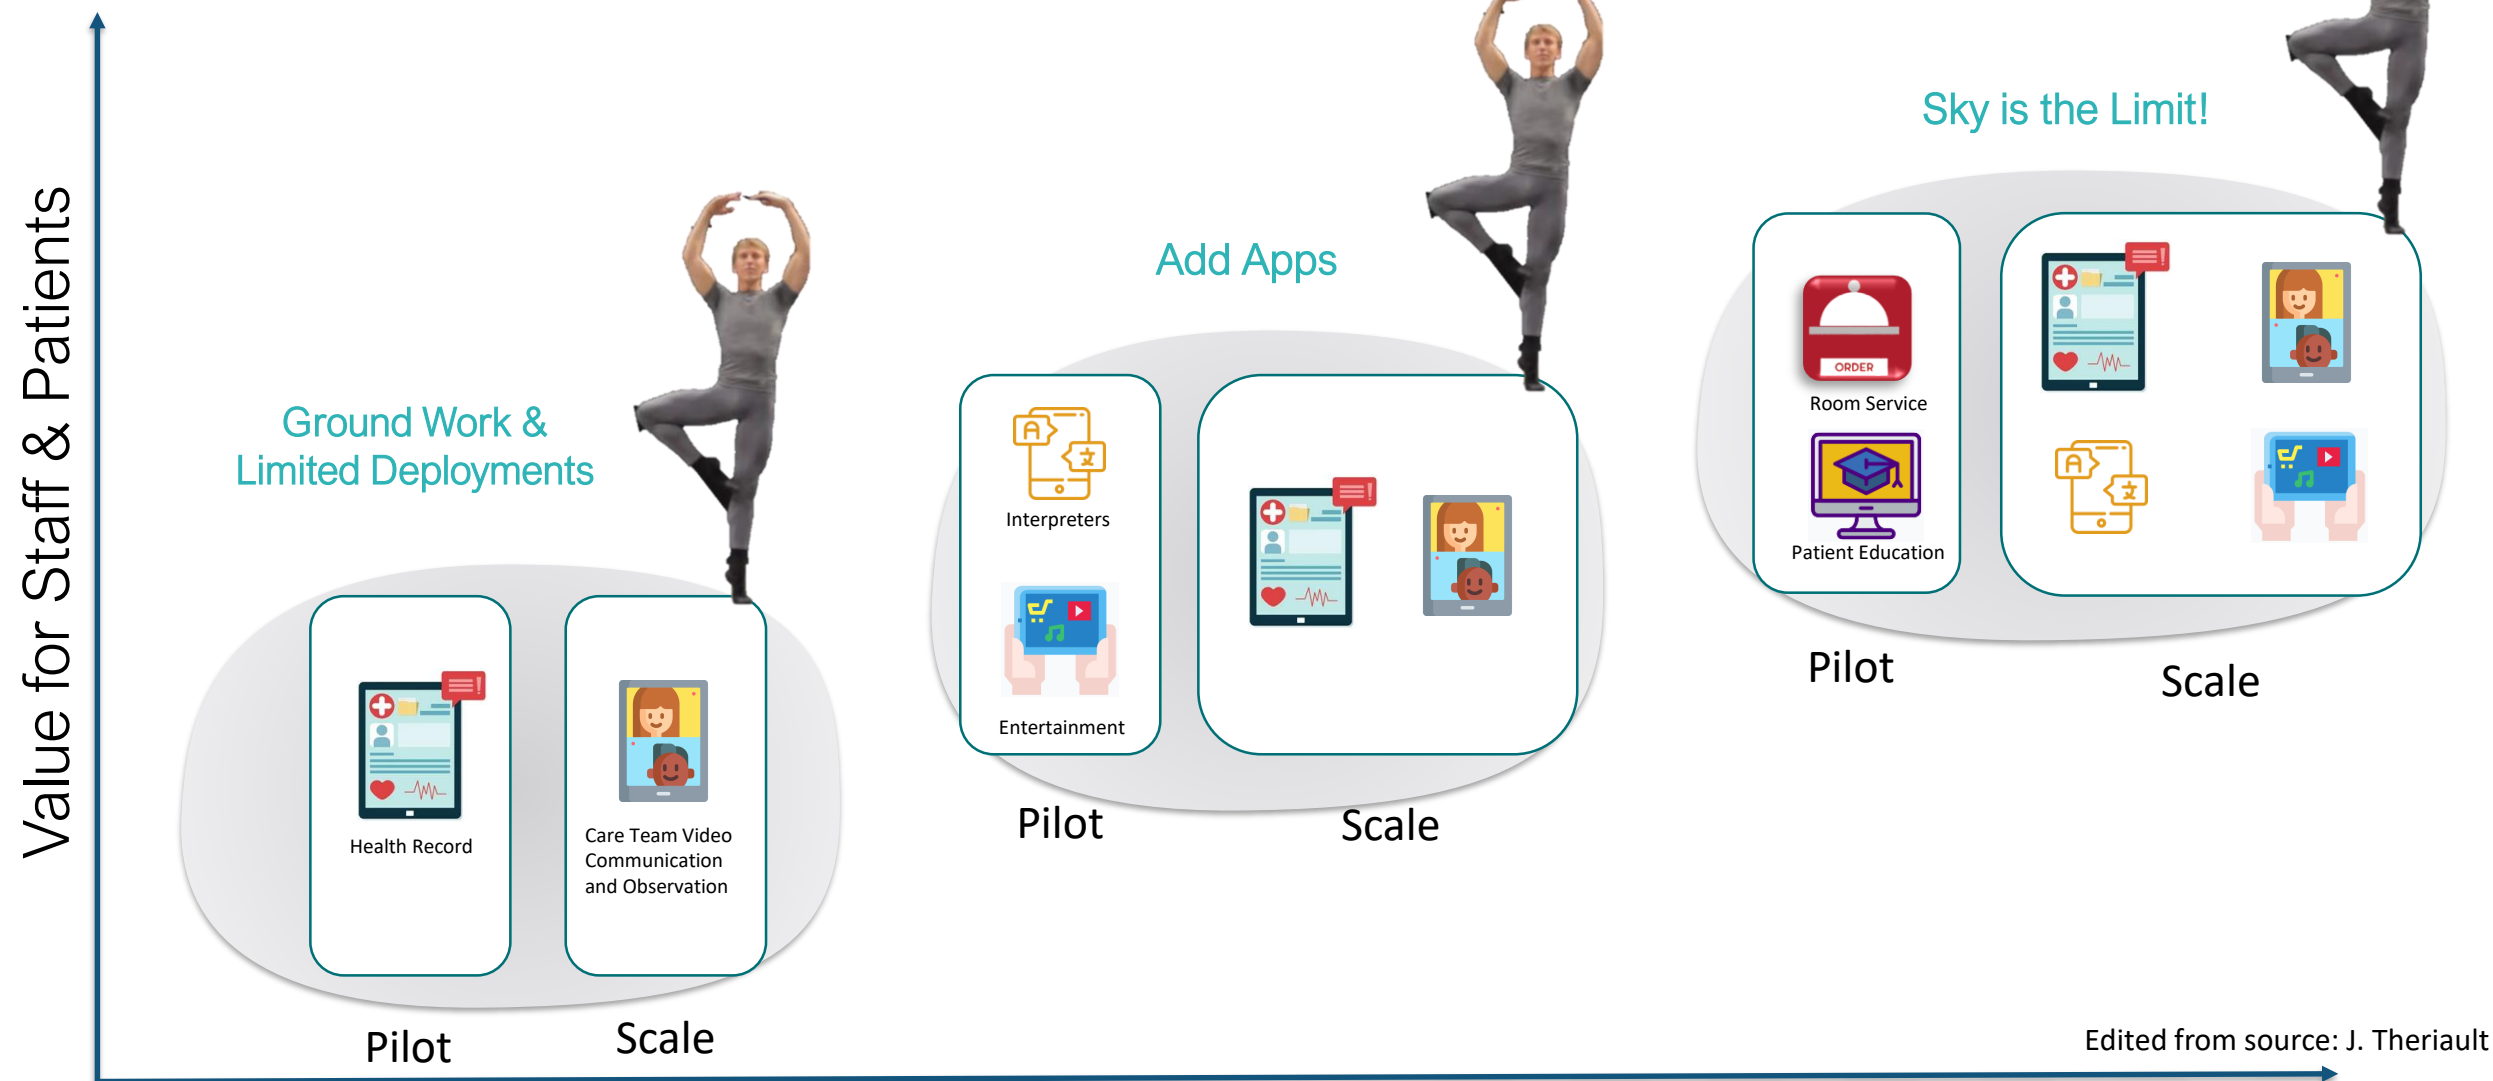 Value for Staff & Patients
Ground Work &
Limited Deployments
Health Record
Care Team Video
Communication
and Observation
Pilot
Scale
Add Apps
A
文
Interpreters
Entertainment
Pilot
Scale
Sky is the Limit!
ORDER
Room Service
Patient Education
A
文
Pilot
Scale
Edited from source: J. Theriault